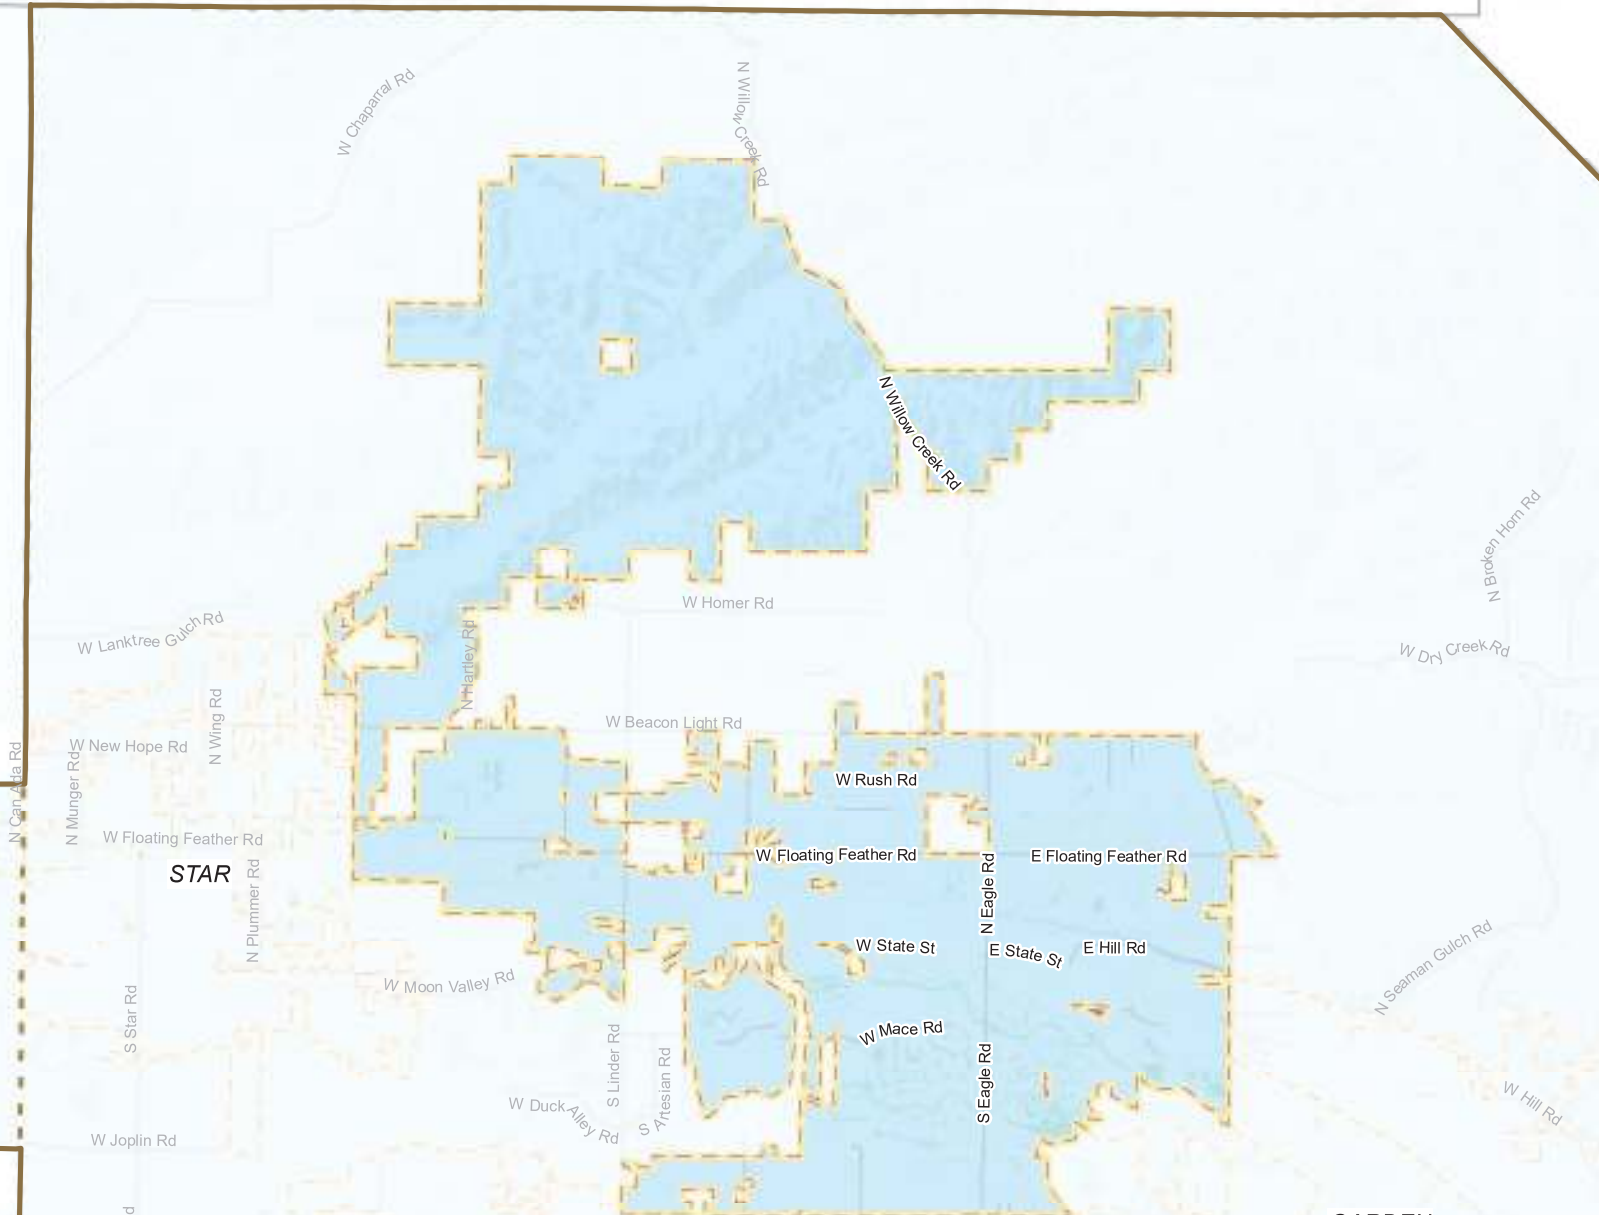 W Chaparral Rd
N Willow Creek Rd
N Willow Creek Rd
N Broken Horn Rd
W Homer Rd
W Lanktree Gulch Rd
N Hartley Rd
W Dry Creek Rd
N Wing Rd
W Beacon Light Rd
W New Hope Rd
N Can Ada Rd
N Munger Rd
W Rush Rd
W Floating Feather Rd
W Floating Feather Rd
E Floating Feather Rd
STAR
N Plummer Rd
N Eagle Rd
W State St
E State St
E Hill Rd
N Seaman Gulch Rd
W Moon Valley Rd
S Star Rd
W Mace Rd
S Linder Rd
S Artesian Rd
S Eagle Rd
W Duck Alley Rd
W Hill Rd
W Joplin Rd